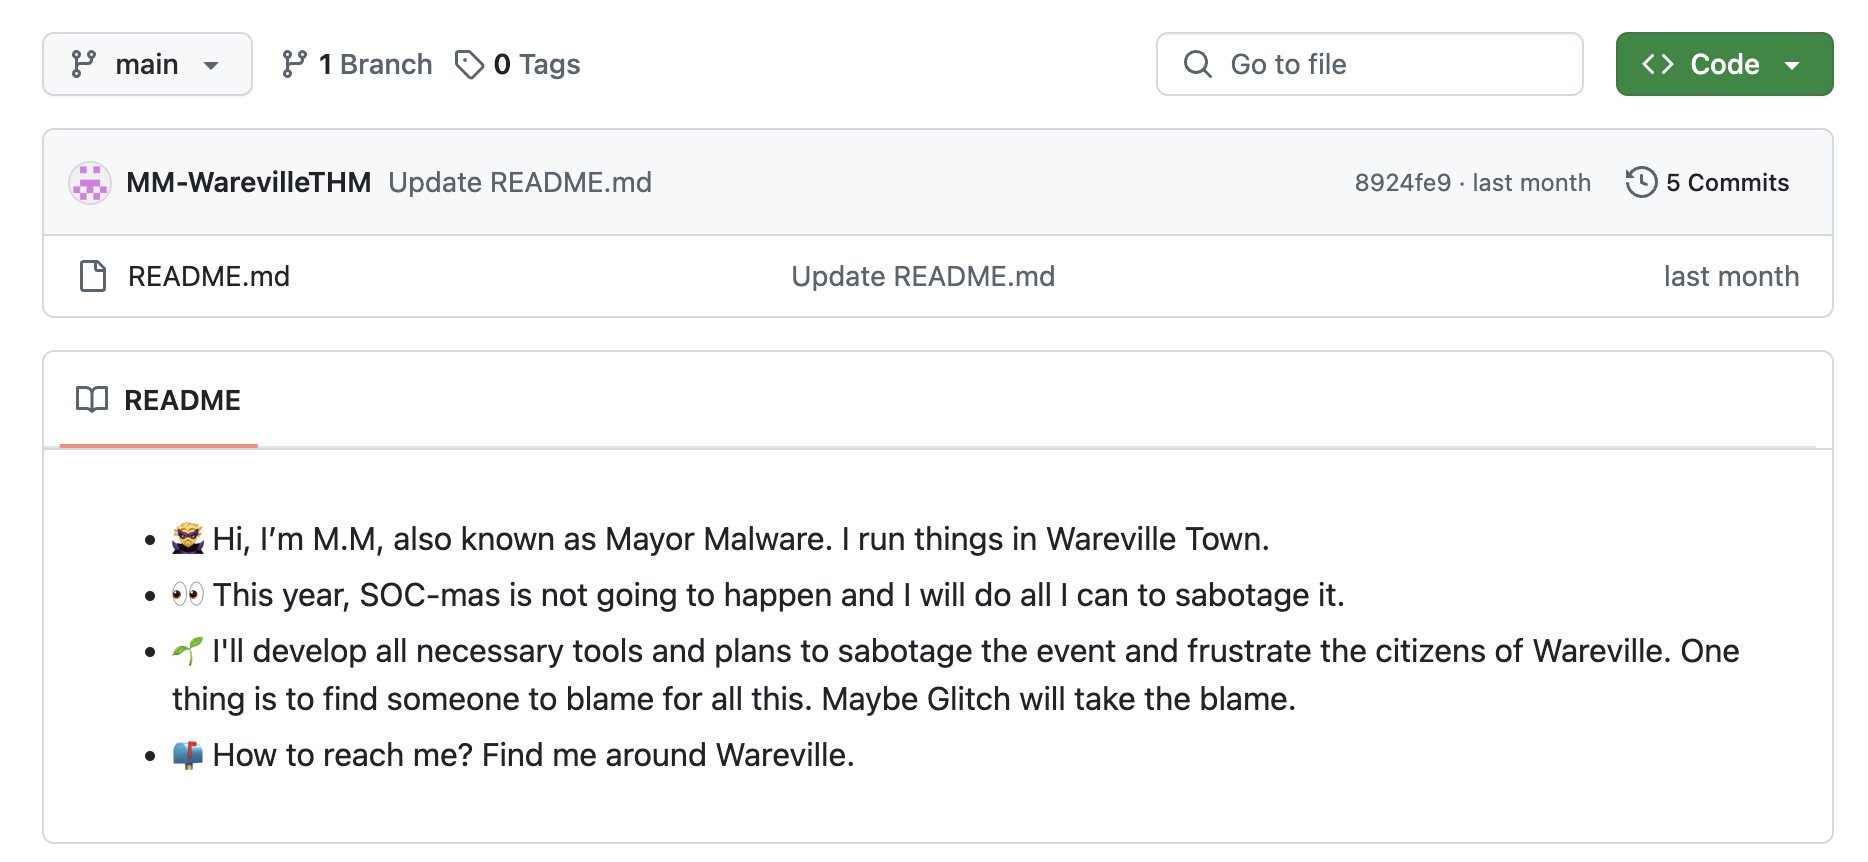 main
1 Branch
0 Tags
Go to file
Code
MM-WarevilleTHM Update README.md
8924fe9 · last month
5 Commits
README.md
Update README.md
last month
README
• 🦹 Hi, I’m M.M, also known as Mayor Malware. I run things in Wareville Town.
• 👀 This year, SOC-mas is not going to happen and I will do all I can to sabotage it.
• 🌱 I'll develop all necessary tools and plans to sabotage the event and frustrate the citizens of Wareville. One
thing is to find someone to blame for all this. Maybe Glitch will take the blame.
• 📫 How to reach me? Find me around Wareville.